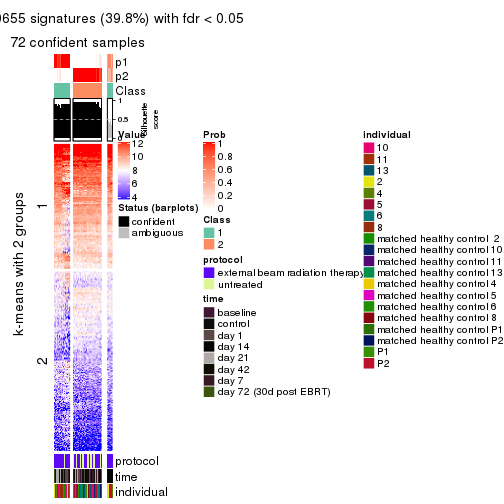 9655 signatures (39.8%) with fdr < 0.05
72 confident samples
p1
p2
Class
1
0.5
0
Silhouette
score
k-means with 2 groups
1
2
protocol
time
individual
Value
12
10
8
6
4
Status (barplots)
confident
ambiguous
Prob
1
0.8
0.6
0.4
0.2
0
Class
1
2
protocol
external beam radiation therapy
untreated
time
baseline
control
day 1
day 14
day 21
day 42
day 7
day 72 (30d post EBRT)
individual
10
11
13
2
4
5
6
8
matched healthy control 2
matched healthy control 10
matched healthy control 11
matched healthy control 13
matched healthy control 4
matched healthy control 5
matched healthy control 6
matched healthy control 8
matched healthy control P1
matched healthy control P2
P1
P2